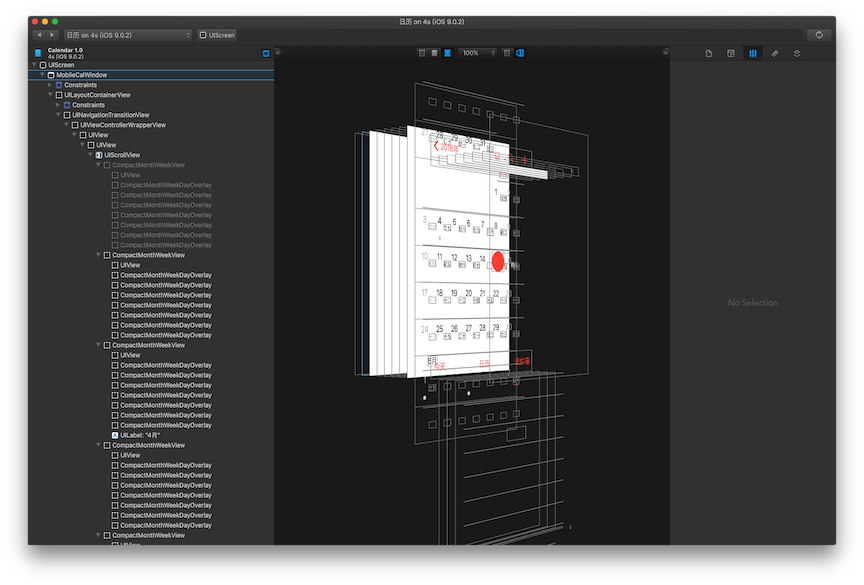 日历 on 4s (iOS 9.0.2)
日历 on 4s (iOS 9.0.2)
UIScreen
100%
Calendar 1.0
4s (iOS 9.0.2)
UIScreen
MobileCalWindow
Constraints
UILayoutContainerView
Constraints
UINavigationTransitionView
UIViewControllerWrapperView
UIView
UIView
UIScrollView
CompactMonthWeekView
UIView
CompactMonthWeekDayOverlay
CompactMonthWeekDayOverlay
CompactMonthWeekDayOverlay
CompactMonthWeekDayOverlay
CompactMonthWeekDayOverlay
CompactMonthWeekDayOverlay
CompactMonthWeekDayOverlay
CompactMonthWeekView
UIView
CompactMonthWeekDayOverlay
CompactMonthWeekDayOverlay
CompactMonthWeekDayOverlay
CompactMonthWeekDayOverlay
CompactMonthWeekDayOverlay
CompactMonthWeekDayOverlay
CompactMonthWeekDayOverlay
CompactMonthWeekView
UIView
CompactMonthWeekDayOverlay
CompactMonthWeekDayOverlay
CompactMonthWeekDayOverlay
CompactMonthWeekDayOverlay
CompactMonthWeekDayOverlay
CompactMonthWeekDayOverlay
CompactMonthWeekDayOverlay
UILabel: "4月"
CompactMonthWeekView
UIView
CompactMonthWeekDayOverlay
CompactMonthWeekDayOverlay
CompactMonthWeekDayOverlay
CompactMonthWeekDayOverlay
CompactMonthWeekDayOverlay
CompactMonthWeekDayOverlay
CompactMonthWeekDayOverlay
CompactMonthWeekView
UIView
27 28 29 30 31
2016年
1
3 4 5 6 7 8
10 11 12 13 14
17 18 19 20 21 22
24 25 26 27 28 29
5月
今天 日历
No Selection